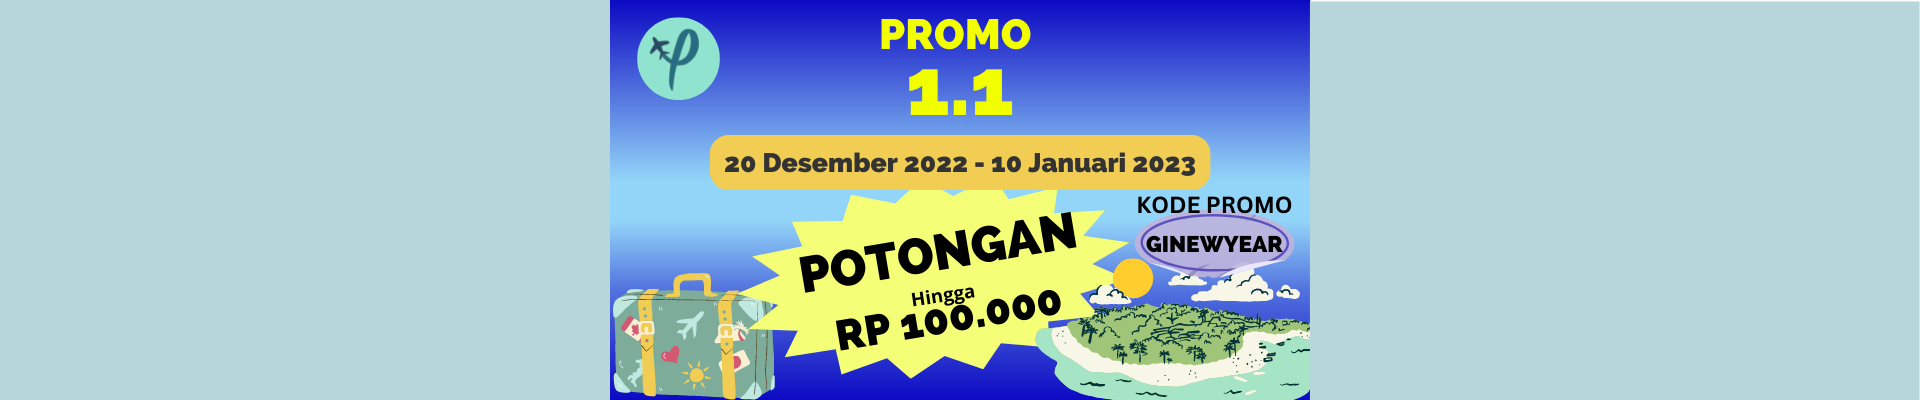 PROMO
1.1
20 Desember 2022 - 10 Januari 2023
KODE PROMO
GINEWYEAR
POTONGAN
Hingga
RP 100.000